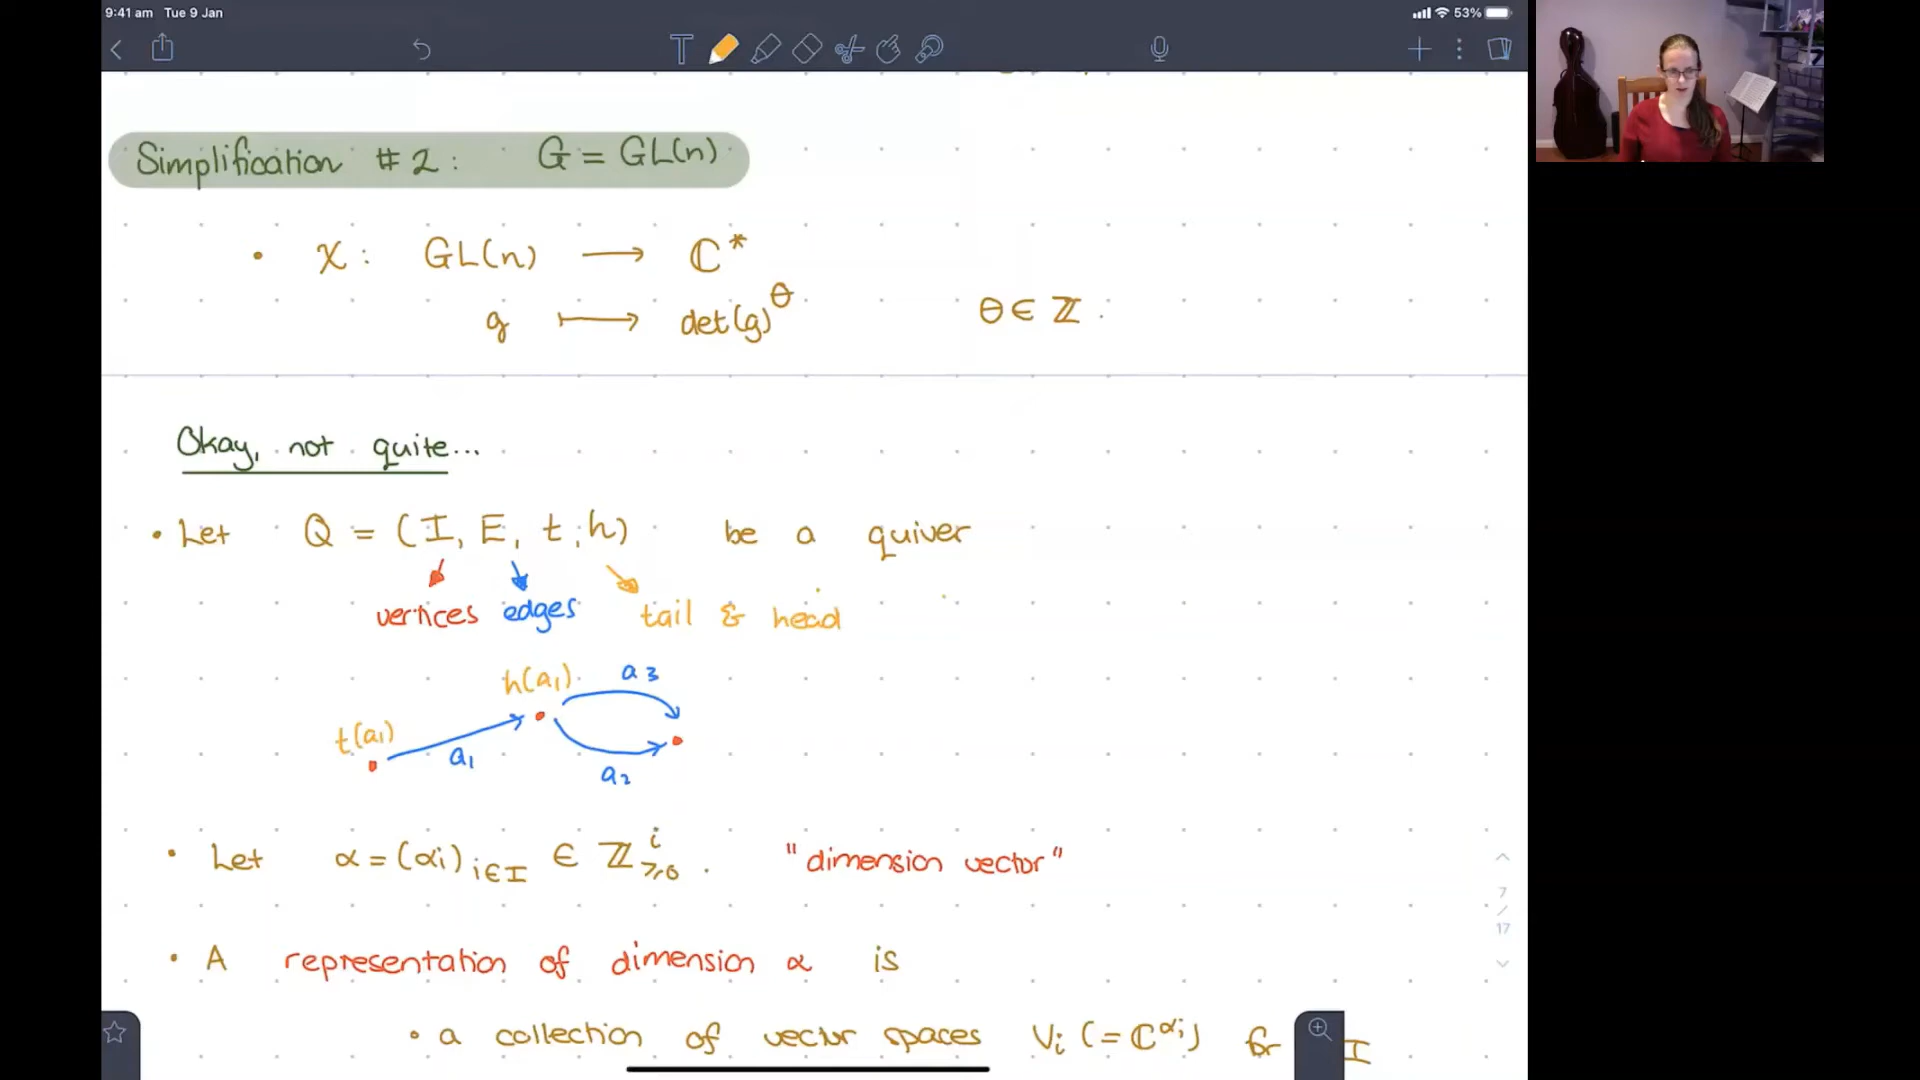 9:41 am Tue 9 Jan
53%
Simplification #2: G = GL(n)
• χ: GL(n) → ℂ*
g ↦ det(g)^θ θ ∈ ℤ.
Okay, not quite...
• Let Q = (I, E, t, h) be a quiver
vertices edges tail & head
h(a₁) a₃
t(a₁)
a₁ a₂
• Let α = (αi)_{i∈I} ∈ ℤ^i_{≥0}. "dimension vector"
• A representation of dimension α is
• a collection of vector spaces Vi (= ℂ^{αi}) for I
7
/
17